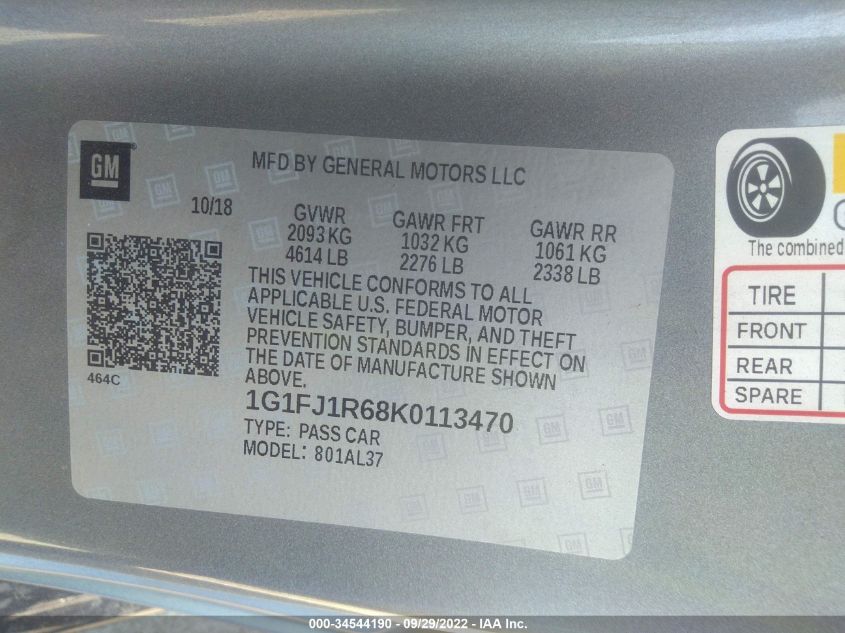 GM
MFD BY GENERAL MOTORS LLC
10/18
GVWR GAWR FRT GAWR RR
2093 KG 1032 KG 1061 KG
4614 LB 2276 LB 2338 LB
THIS VEHICLE CONFORMS TO ALL
APPLICABLE U.S. FEDERAL MOTOR
VEHICLE SAFETY, BUMPER, AND THEFT
PREVENTION STANDARDS IN EFFECT ON
THE DATE OF MANUFACTURE SHOWN
ABOVE.
464C
1G1FJ1R68K0113470
TYPE: PASS CAR
MODEL: 801AL37
The combined
TIRE
FRONT
REAR
SPARE
000-34544190 - 09/29/2022 - IAA Inc.